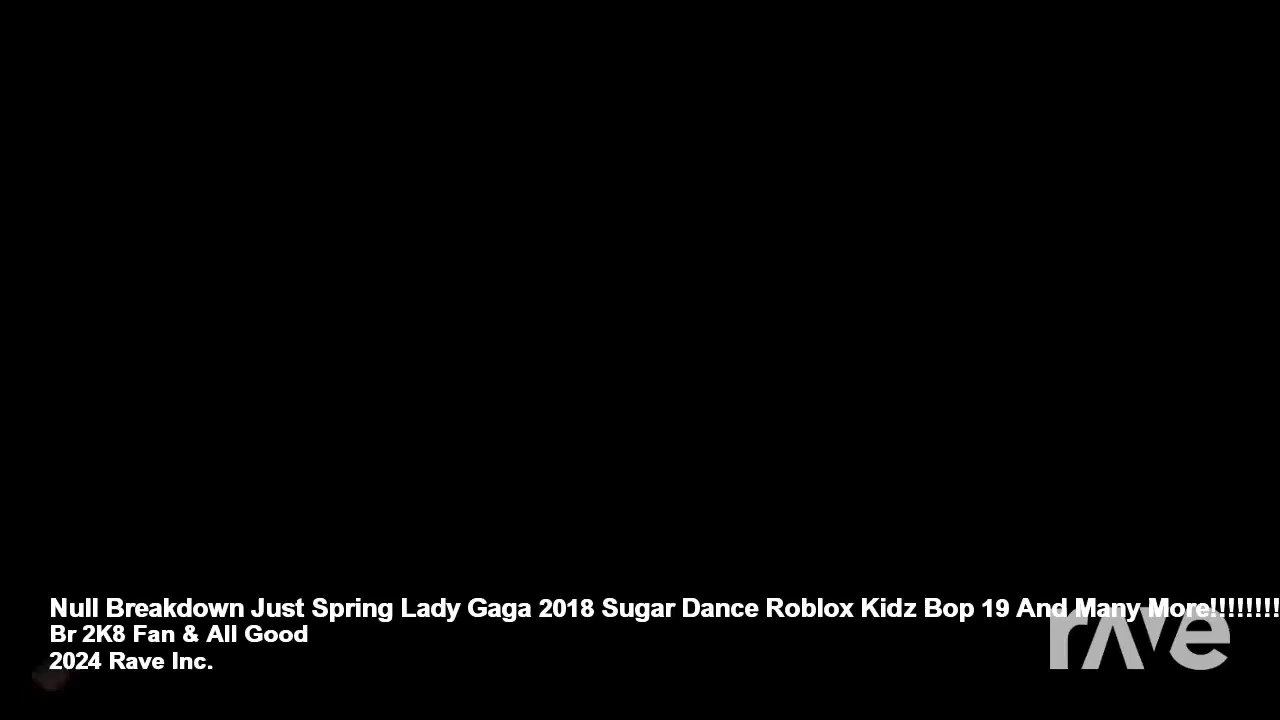 Null Breakdown Just Spring Lady Gaga 2018 Sugar Dance Roblox Kidz Bop 19 And Many More!!!!!!!!
Br 2K8 Fan & All Good
2024 Rave Inc.
rave